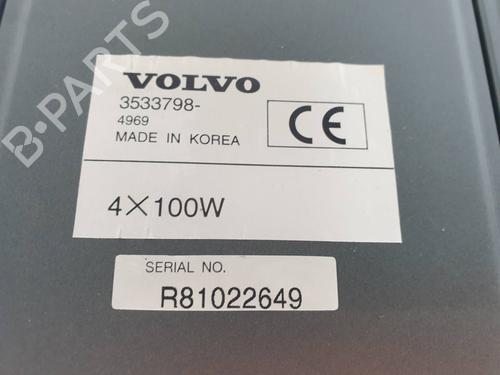 VOLVO
3533798-
4969
MADE IN KOREA
CE
4×100W
SERIAL NO.
R81022649
B-PARTS